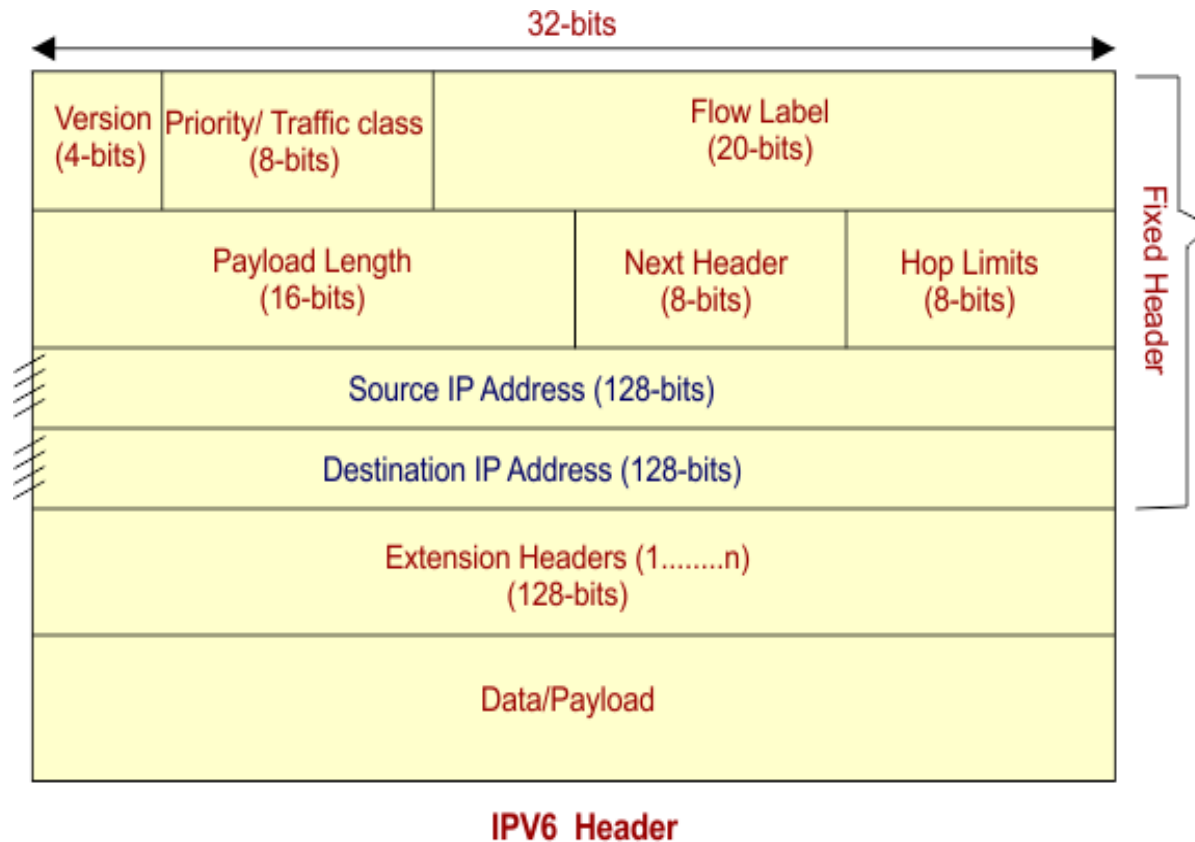 32-bits
Version
(4-bits)
Priority/ Traffic class
(8-bits)
Flow Label
(20-bits)
Fixed Header
Payload Length
(16-bits)
Next Header
(8-bits)
Hop Limits
(8-bits)
Source IP Address (128-bits)
Destination IP Address (128-bits)
Extension Headers (1........n)
(128-bits)
Data/Payload
IPV6 Header